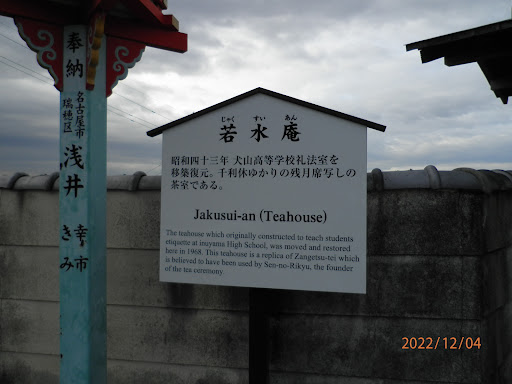 奉納
名古屋市
瑞穂区
浅井
幸市
きみ
じゃく すい あん
若水庵
昭和四十三年 犬山高等学校礼法室を
移築復元。千利休ゆかりの残月席写しの
茶室である。
Jakusui-an (Teahouse)
The teahouse which originally constructed to teach students
etiquette at inuyama High School, was moved and restored
here in 1968. This teahouse is a replica of Zangetsu-tei which
is believed to have been used by Sen-no-Rikyu, the founder
of the tea ceremony.
2022/12/04